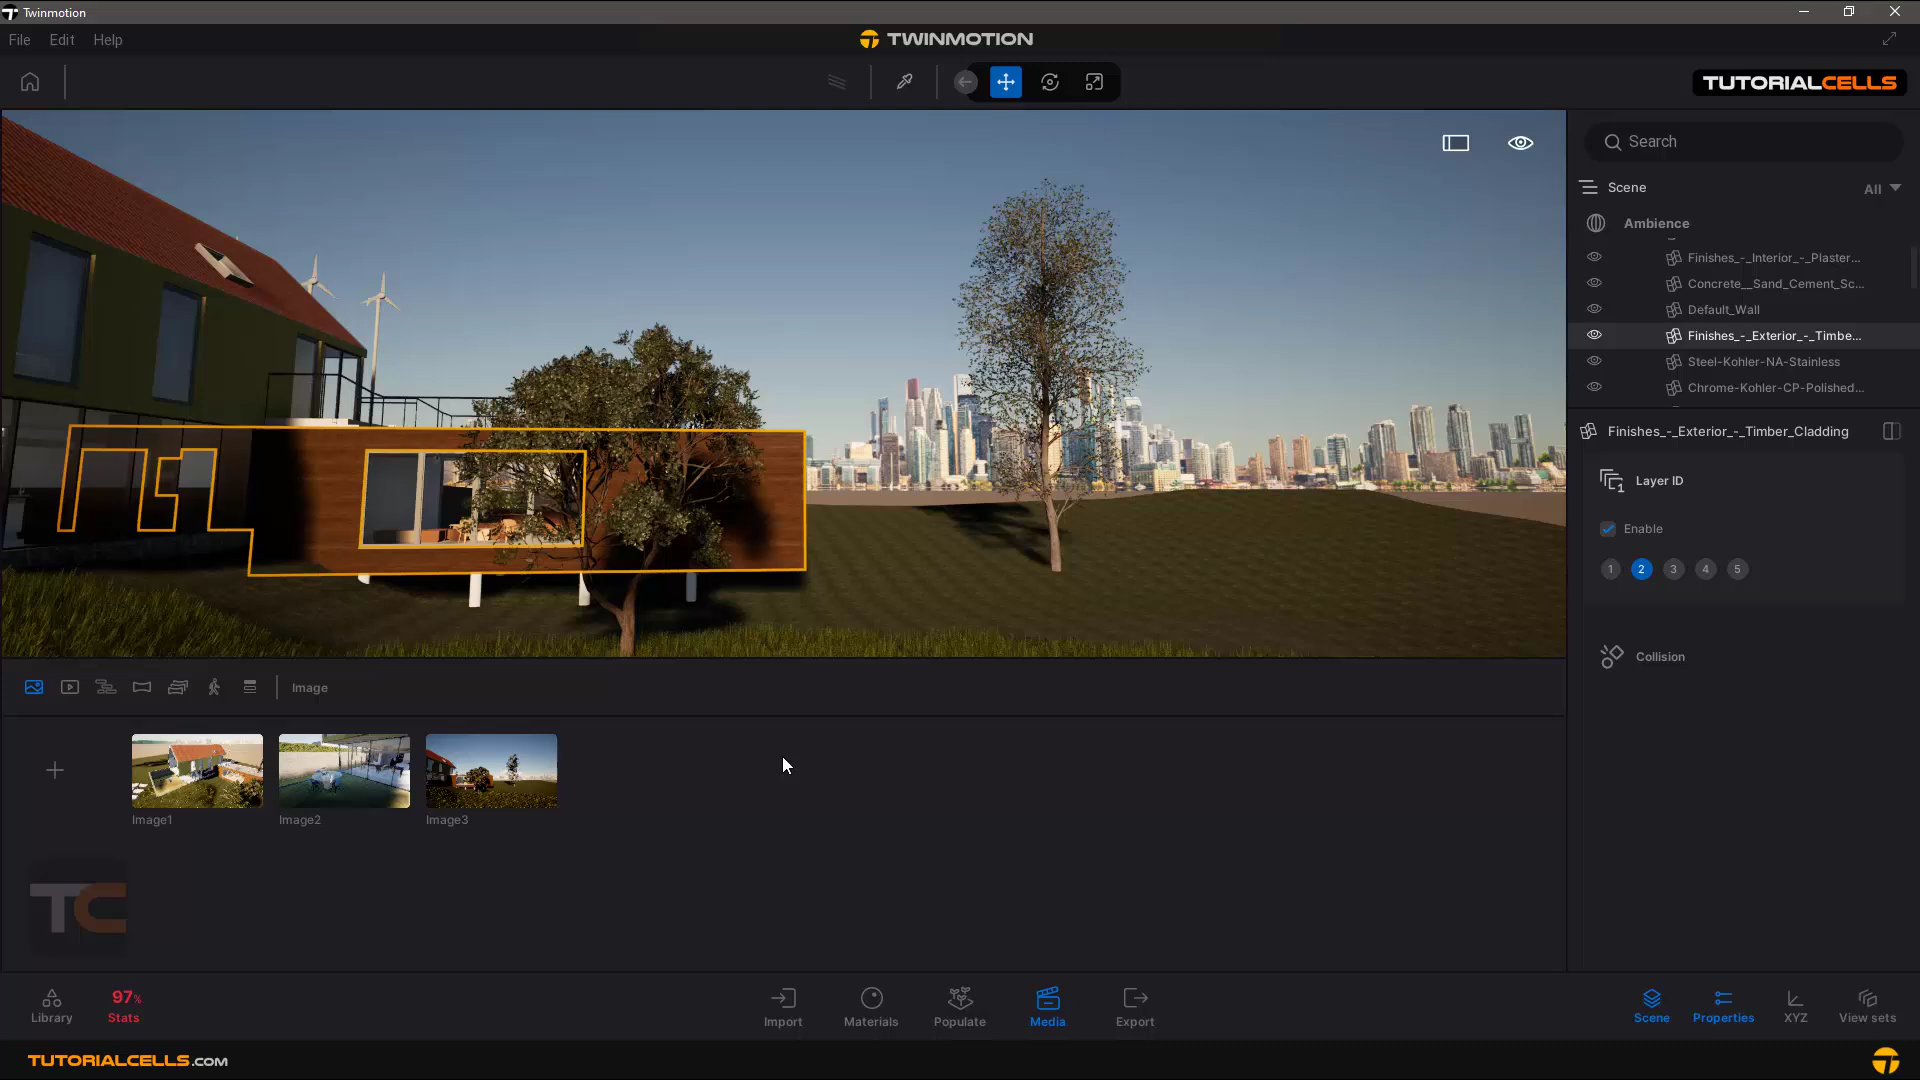 Twinmotion
File Edit Help
TWINMOTION
TUTORIALCELLS
Search
Scene All
Ambience
Finishes_-_Interior_-_Plaster...
Concrete__Sand_Cement_Sc...
Default_Wall
Finishes_-_Exterior_-_Timbe...
Steel-Kohler-NA-Stainless
Chrome-Kohler-CP-Polished...
Finishes_-_Exterior_-_Timber_Cladding
Layer ID
Enable
1 2 3 4 5
Collision
Image
Image1 Image2 Image3
TC
97%
Library Stats Import Materials Populate Media Export Scene Properties XYZ View sets
TUTORIALCELLS.COM